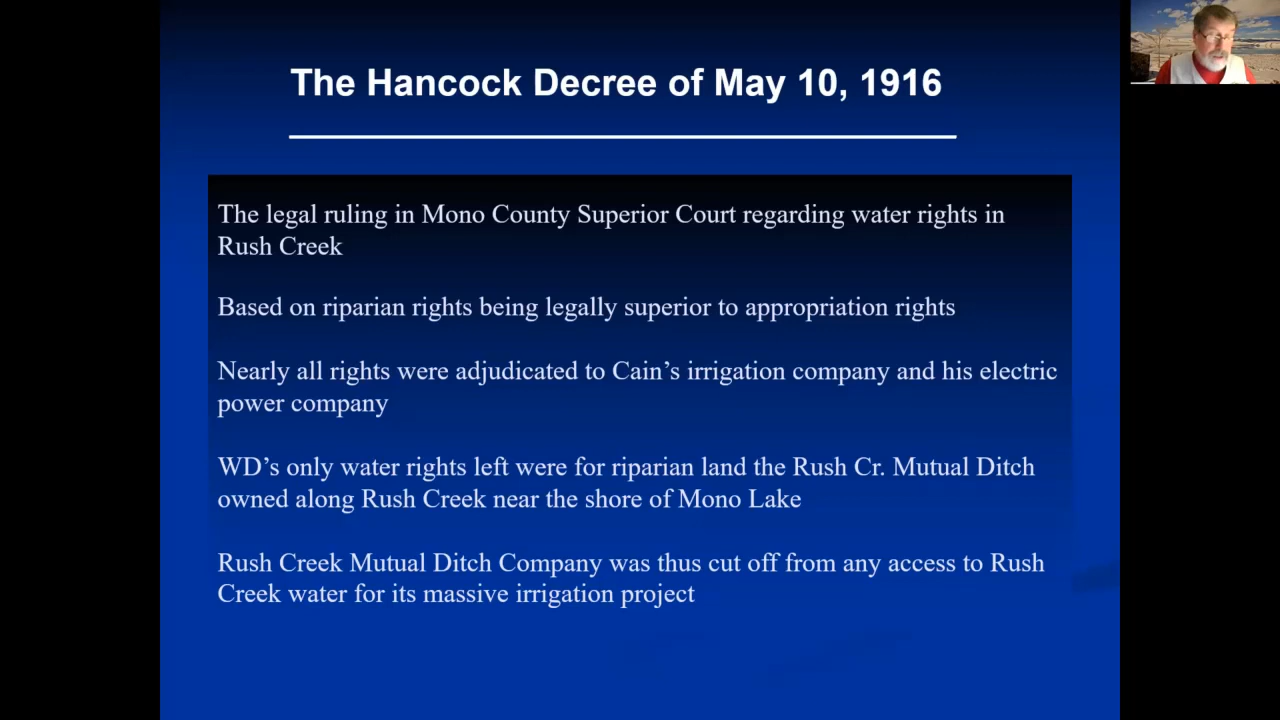 The Hancock Decree of May 10, 1916
The legal ruling in Mono County Superior Court regarding water rights in
Rush Creek
Based on riparian rights being legally superior to appropriation rights
Nearly all rights were adjudicated to Cain’s irrigation company and his electric
power company
WD’s only water rights left were for riparian land the Rush Cr. Mutual Ditch
owned along Rush Creek near the shore of Mono Lake
Rush Creek Mutual Ditch Company was thus cut off from any access to Rush
Creek water for its massive irrigation project